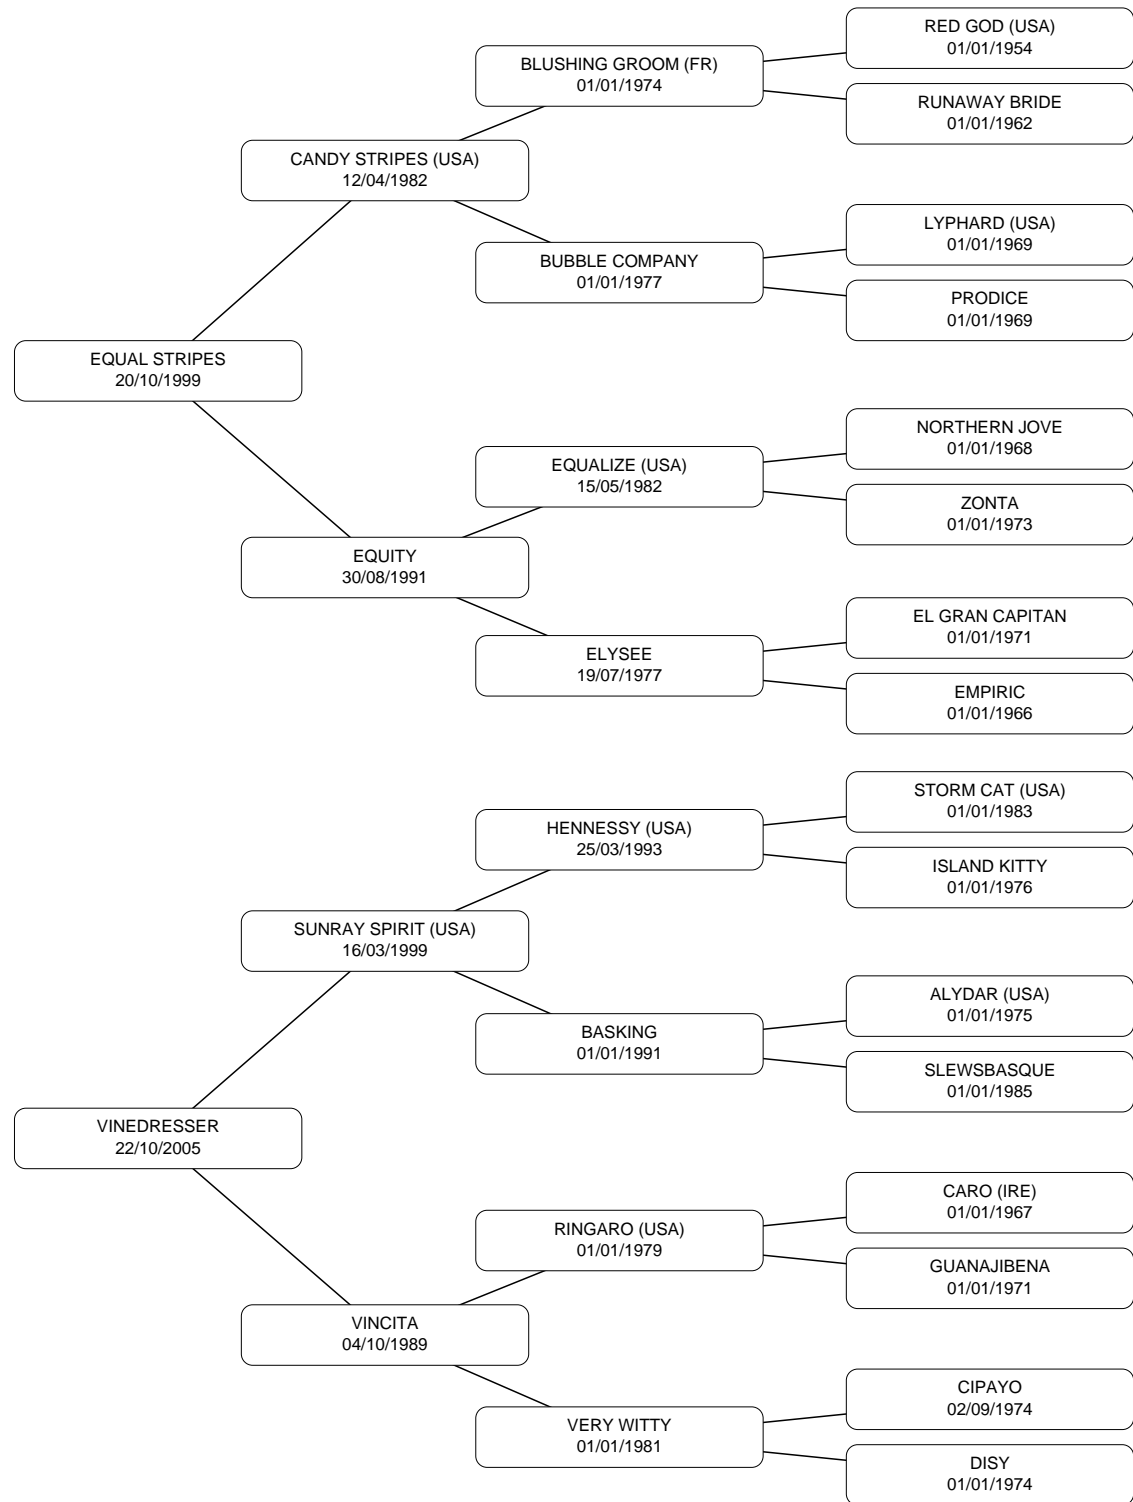 RED GOD (USA)
01/01/1954
BLUSHING GROOM (FR)
01/01/1974
RUNAWAY BRIDE
01/01/1962
CANDY STRIPES (USA)
12/04/1982
LYPHARD (USA)
01/01/1969
BUBBLE COMPANY
01/01/1977
PRODICE
01/01/1969
EQUAL STRIPES
20/10/1999
NORTHERN JOVE
01/01/1968
EQUALIZE (USA)
15/05/1982
ZONTA
01/01/1973
EQUITY
30/08/1991
EL GRAN CAPITAN
01/01/1971
ELYSEE
19/07/1977
EMPIRIC
01/01/1966
STORM CAT (USA)
01/01/1983
HENNESSY (USA)
25/03/1993
ISLAND KITTY
01/01/1976
SUNRAY SPIRIT (USA)
16/03/1999
ALYDAR (USA)
01/01/1975
BASKING
01/01/1991
SLEWSBASQUE
01/01/1985
VINEDRESSER
22/10/2005
CARO (IRE)
01/01/1967
RINGARO (USA)
01/01/1979
GUANAJIBENA
01/01/1971
VINCITA
04/10/1989
CIPAYO
02/09/1974
VERY WITTY
01/01/1981
DISY
01/01/1974